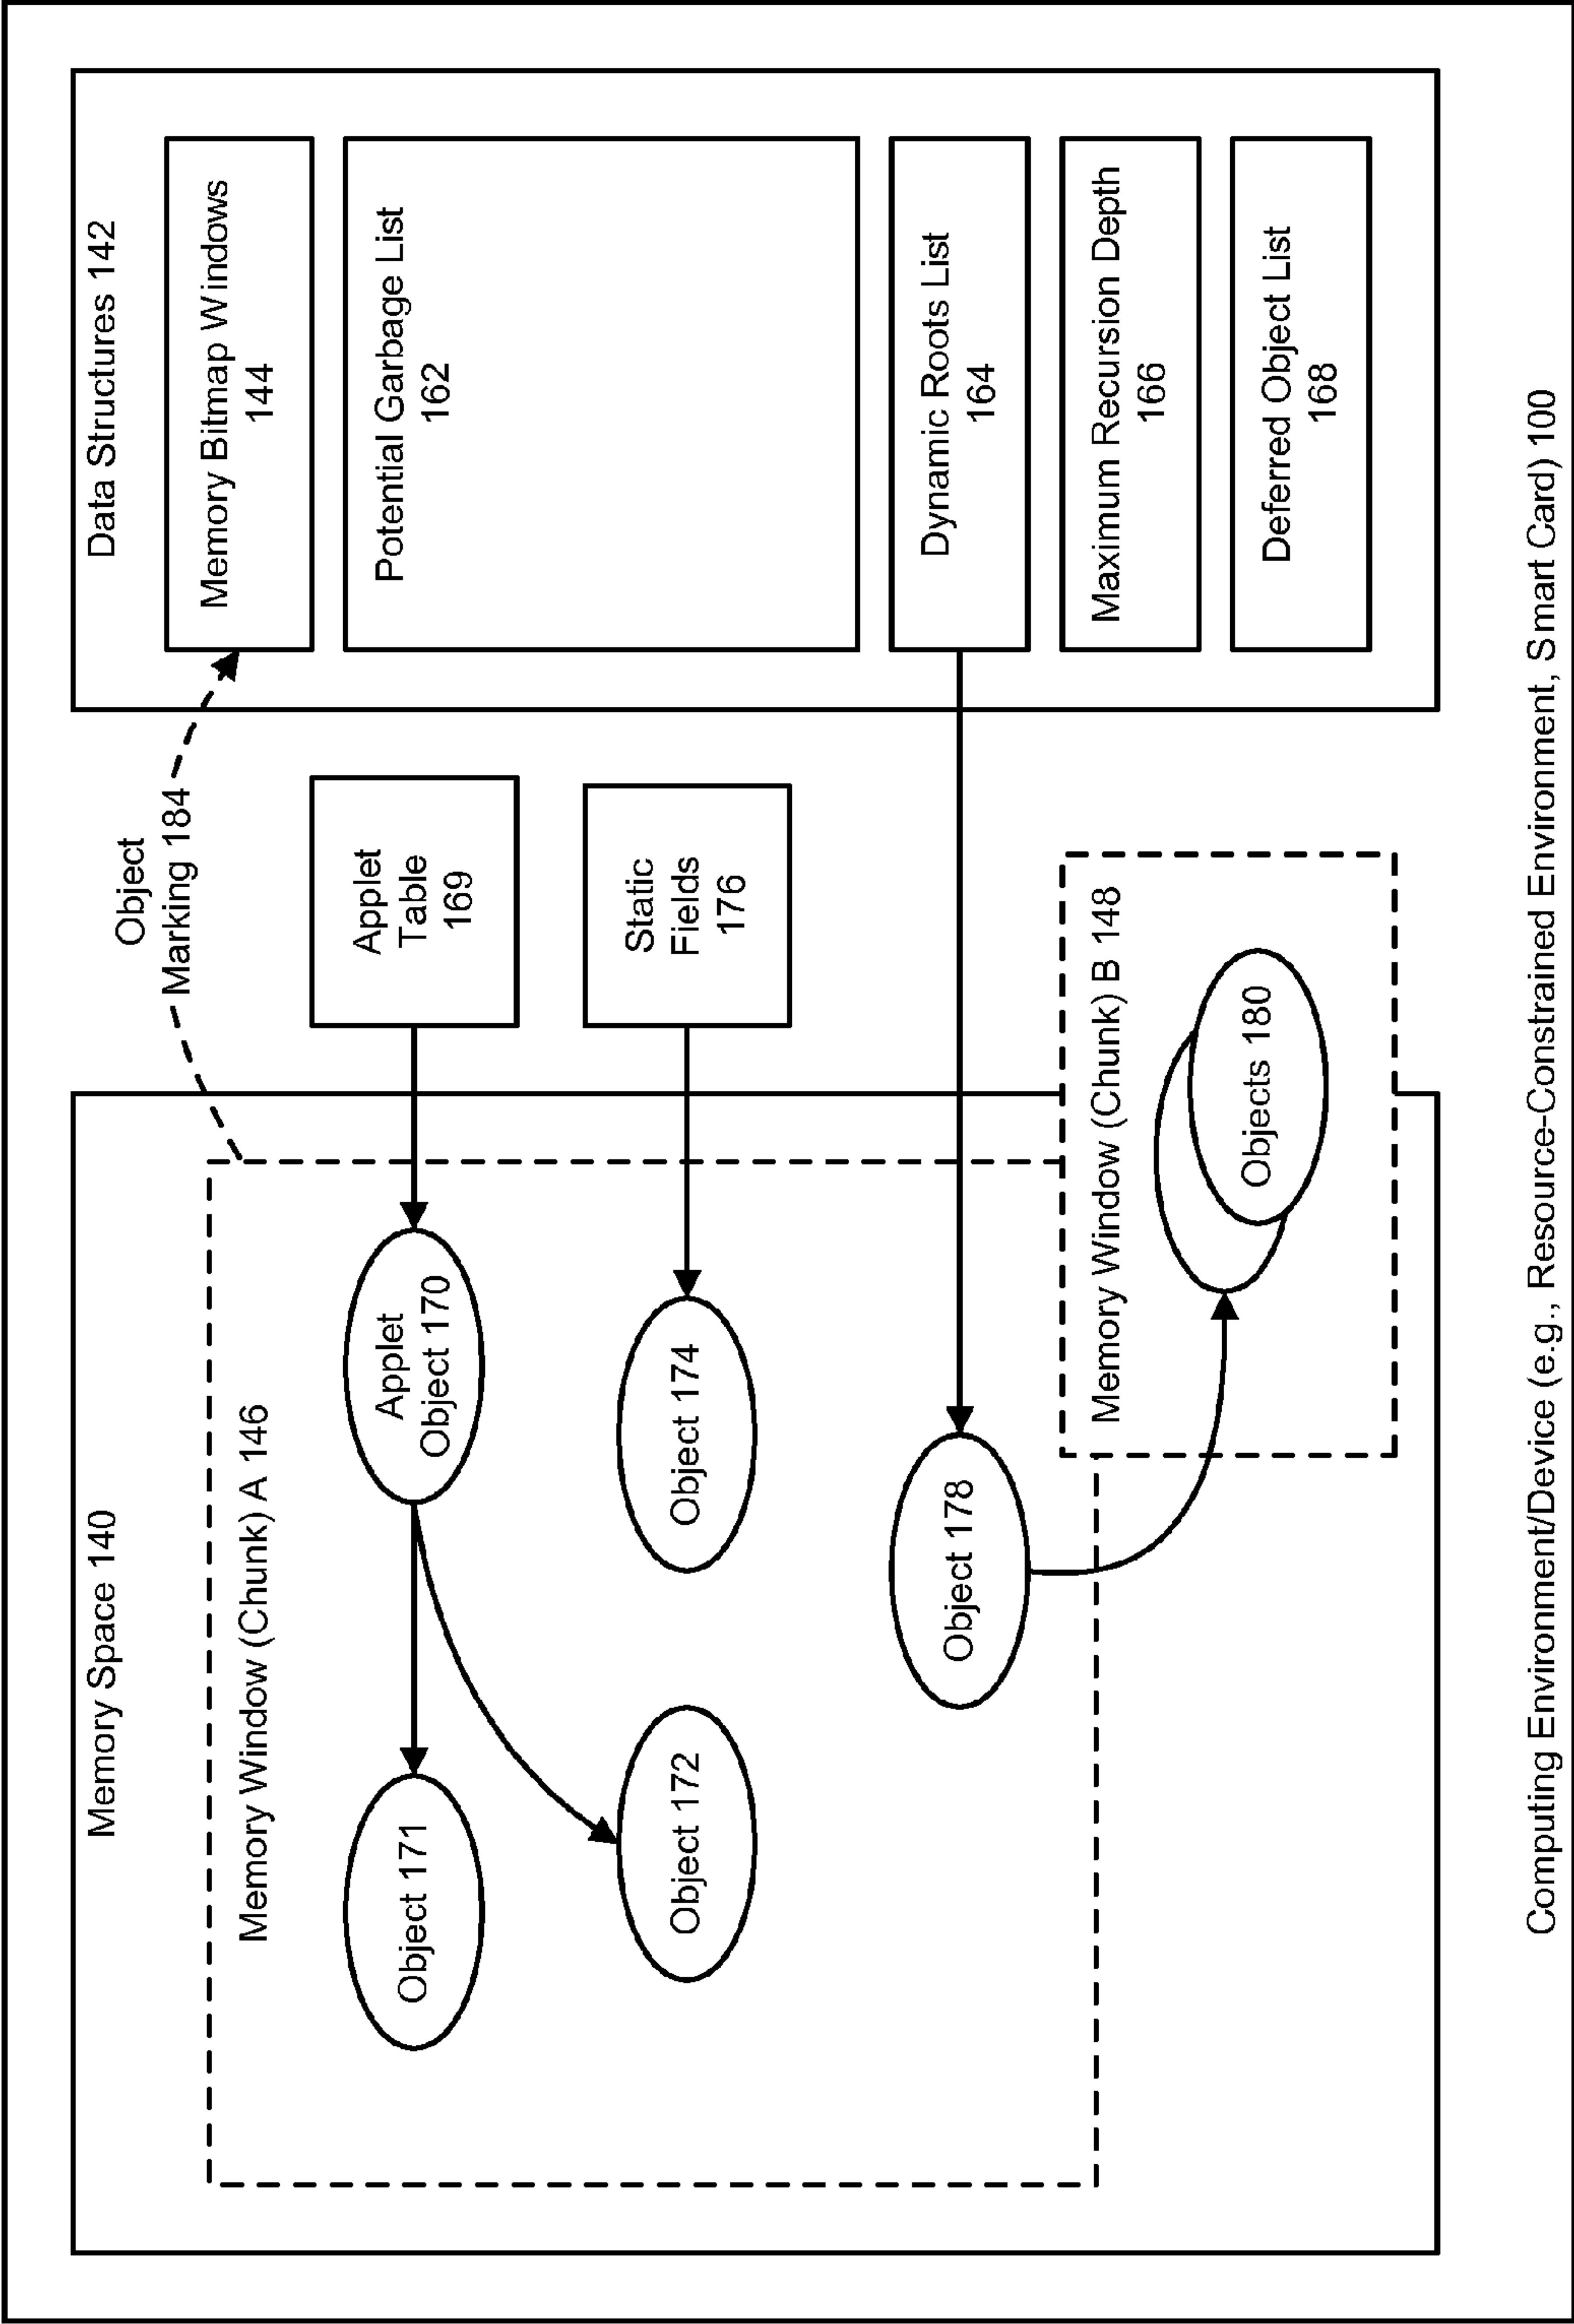 Memory Space 140
Memory Window (Chunk) A 146
Object 171
Applet
Object 170
Object 172
Object 174
Object 178
Memory Window (Chunk) B 148
Objects 180
Object
Marking 184
Applet
Table
169
Static
Fields
176
Data Structures 142
Memory Bitmap Windows
144
Potential Garbage List
162
Dynamic Roots List
164
Maximum Recursion Depth
166
Deferred Object List
168
Computing Environment/Device (e.g., Resource-Constrained Environment, Smart Card) 100